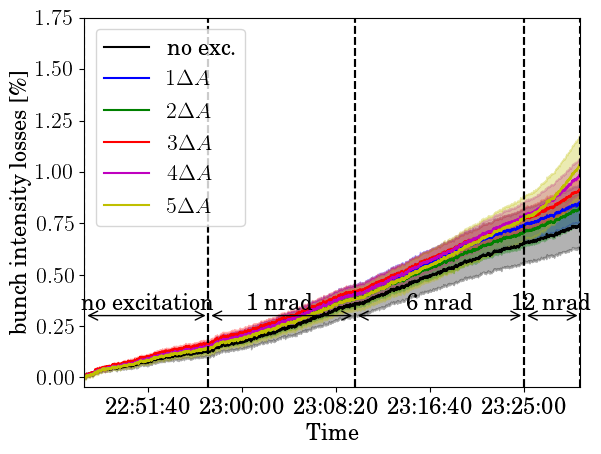 1.75
1.50
1.25
1.00
0.75
0.50
0.25
0.00
bunch intensity losses [%]
no exc.
1ΔA
2ΔA
3ΔA
4ΔA
5ΔA
no excitation 1 nrad 6 nrad 12 nrad
22:51:40 23:00:00 23:08:20 23:16:40 23:25:00
Time